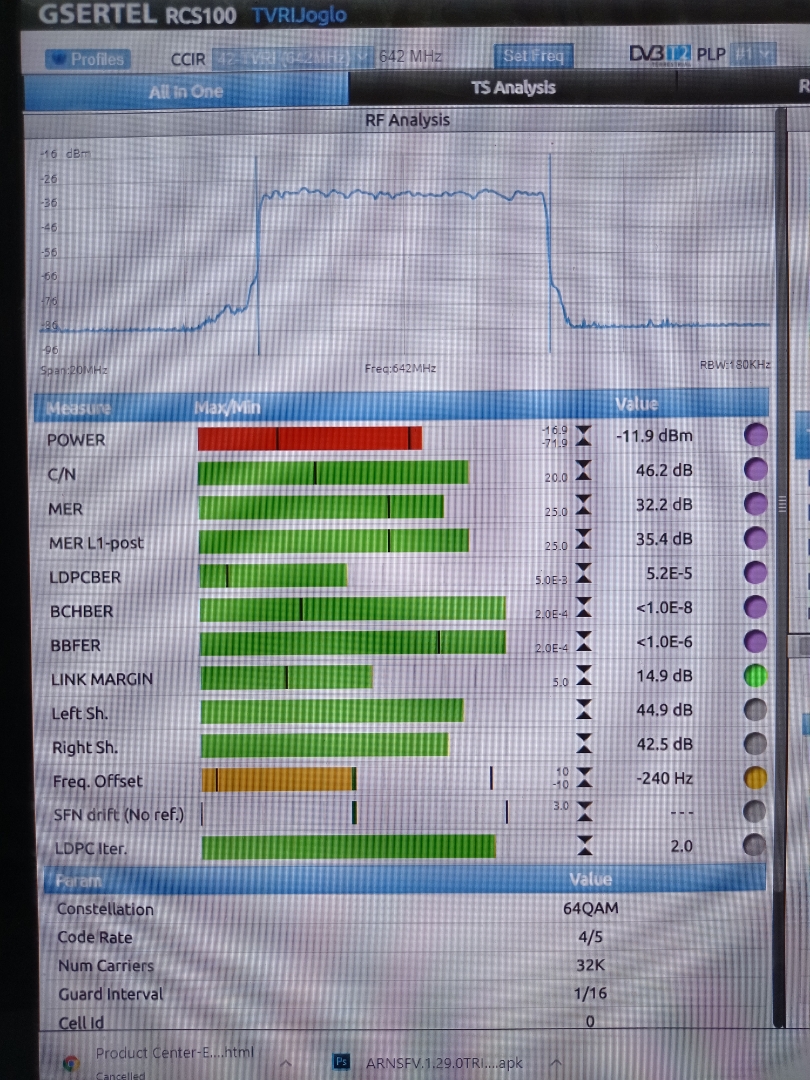 GSERTEL RCS100 TVRIJoglo
Profiles CCIR 42-TVRI (642MHz) 642 MHz Set Freq DVB T2 PLP #1
All in One TS Analysis R
RF Analysis
-16 dBm
-26
-36
-46
-56
-66
-76
-86
-96
Span:20MHz Freq:642MHz RBW:180KHz
Measure Max/Min Value
POWER -16.9 -71.9 -11.9 dBm
C/N 20.0 46.2 dB
MER 25.0 32.2 dB
MER L1-post 25.0 35.4 dB
LDPCBER 5.0E-3 5.2E-5
BCHBER 2.0E-4 <1.0E-8
BBFER 2.0E-4 <1.0E-6
LINK MARGIN 5.0 14.9 dB
Left Sh. 44.9 dB
Right Sh. 42.5 dB
Freq. Offset 10 -10 -240 Hz
SFN drift (No ref.) 3.0 ---
LDPC Iter. 2.0
Param Value
Constellation 64QAM
Code Rate 4/5
Num Carriers 32K
Guard Interval 1/16
Cell Id 0
Product Center-E....html
Cancelled
Ps ARNSFV.1.29.0TRI....apk